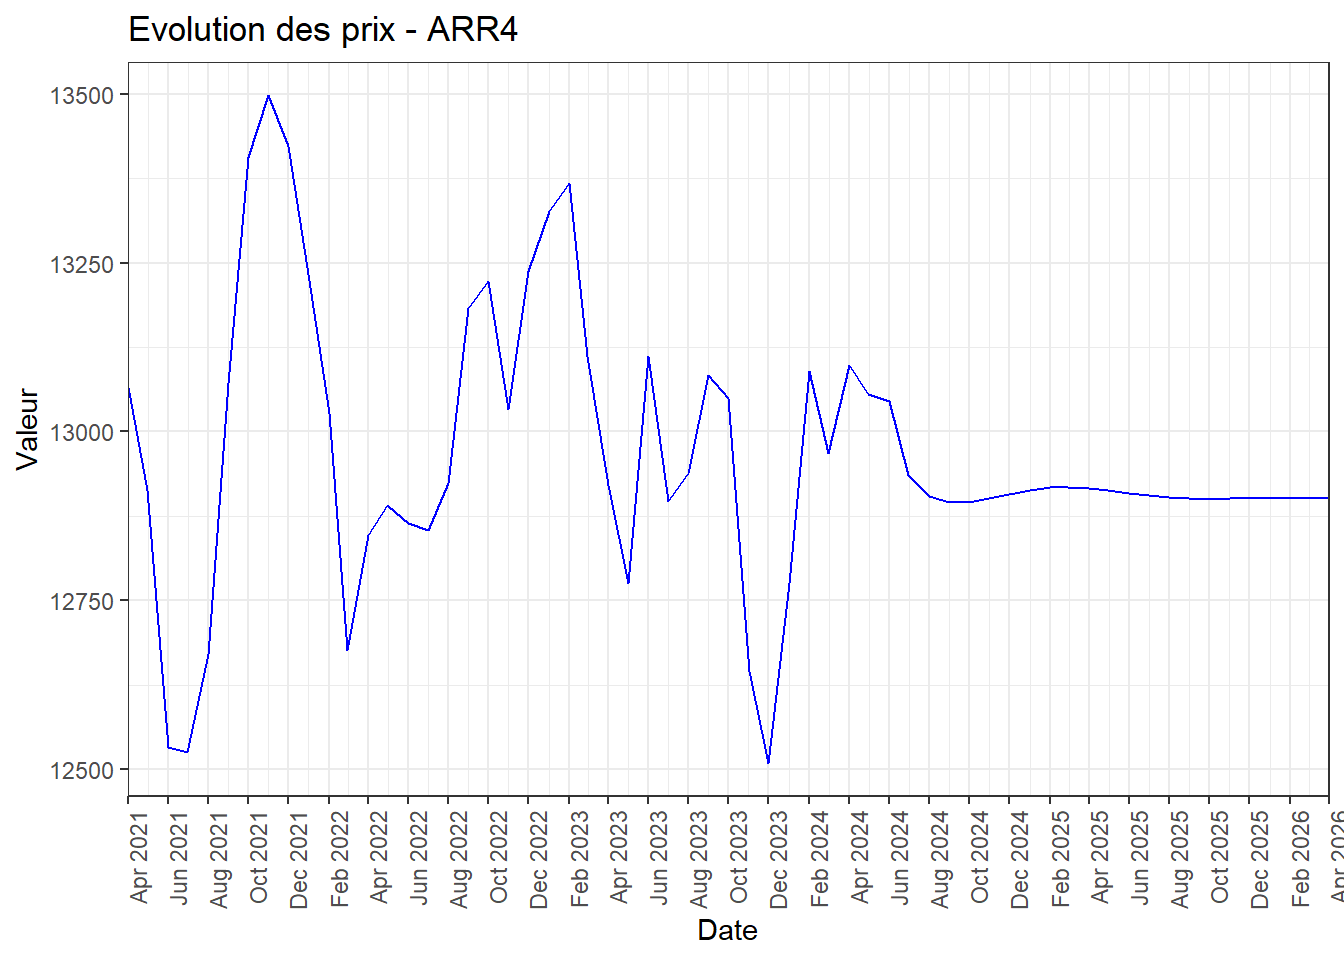 Evolution des prix - ARR4
13500
13250
13000
12750
12500
Valeur
Apr 2021
Jun 2021
Aug 2021
Oct 2021
Dec 2021
Feb 2022
Apr 2022
Jun 2022
Aug 2022
Oct 2022
Dec 2022
Feb 2023
Apr 2023
Jun 2023
Aug 2023
Oct 2023
Dec 2023
Feb 2024
Apr 2024
Jun 2024
Aug 2024
Oct 2024
Dec 2024
Feb 2025
Apr 2025
Jun 2025
Aug 2025
Oct 2025
Dec 2025
Feb 2026
Apr 2026
Date